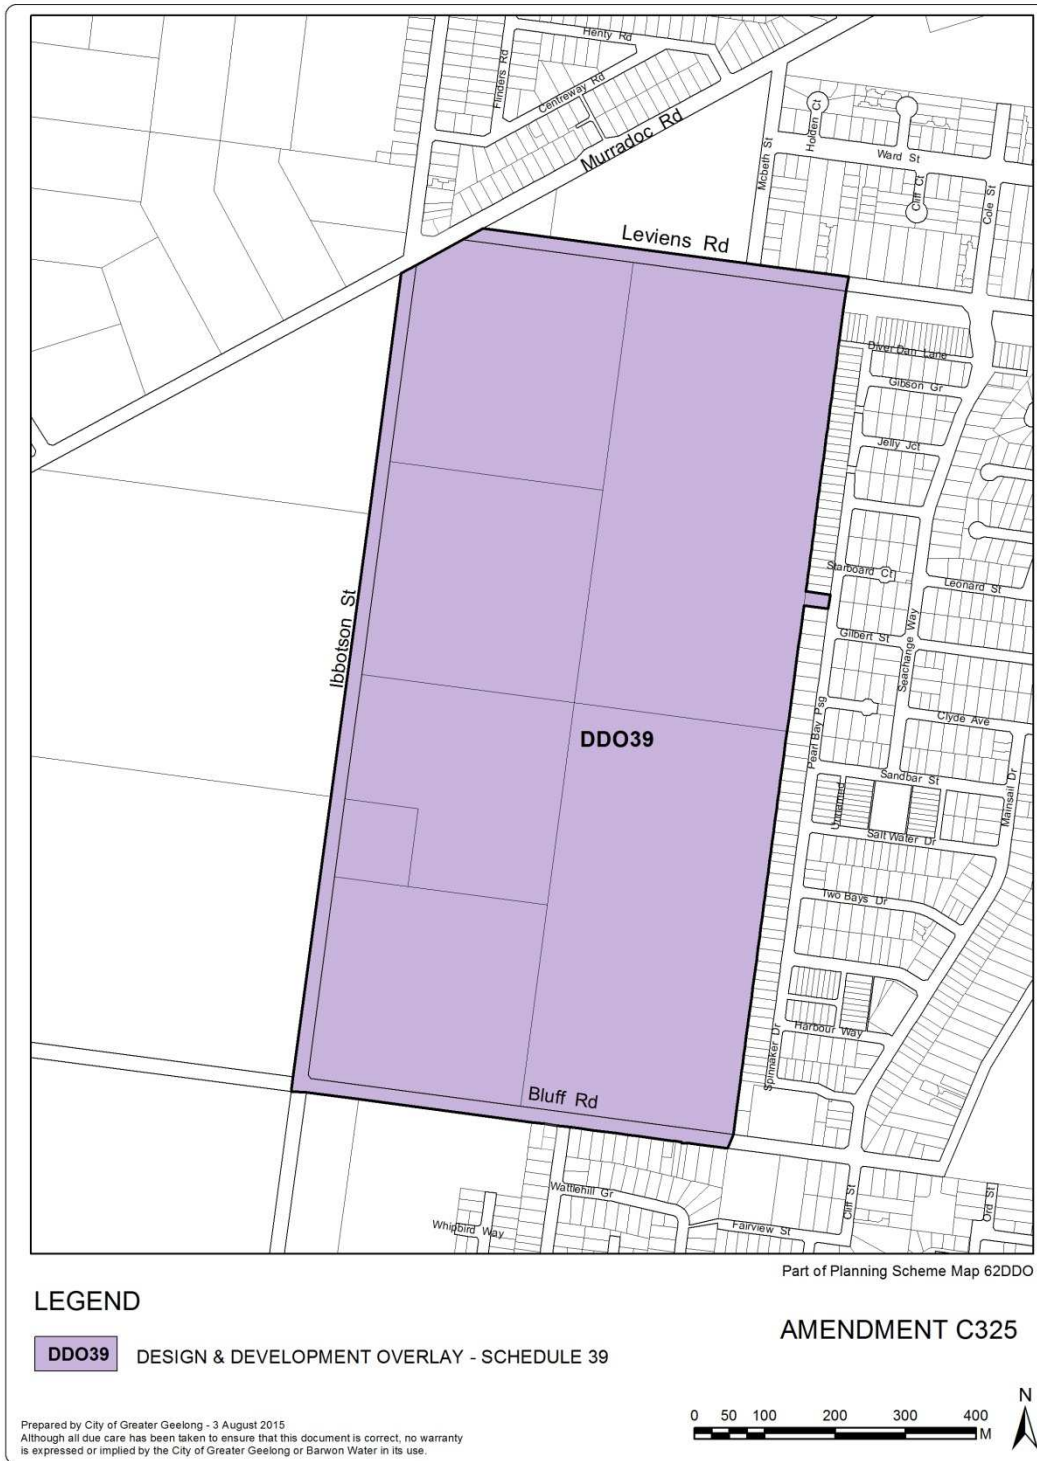 Henty Rd
Flinders Rd
Centreway Rd
Murradoc Rd
Mcbeth St
Holden Ct
Ward St
Cliff Ct
Cole St
Leviens Rd
Diver Dan Lane
Gibson Gr
Jelly Jct
Starboard Ct
Leonard St
Ibbotson St
Gilbert St
Seachange Way
Pearl Bay Psg
Clyde Ave
DDO39
Sandbar St
Mainsail Dr
Unnamed
Salt Water Dr
Two Bays Dr
Harbour Way
Spinnaker Dr
Bluff Rd
Wattlehill Gr
Cliff St
Ord St
Whipbird Way
Fairview St
Part of Planning Scheme Map 62DDO
LEGEND
AMENDMENT C325
DDO39 DESIGN & DEVELOPMENT OVERLAY - SCHEDULE 39
N
0 50 100 200 300 400
M
Prepared by City of Greater Geelong - 3 August 2015
Although all due care has been taken to ensure that this document is correct, no warranty
is expressed or implied by the City of Greater Geelong or Barwon Water in its use.